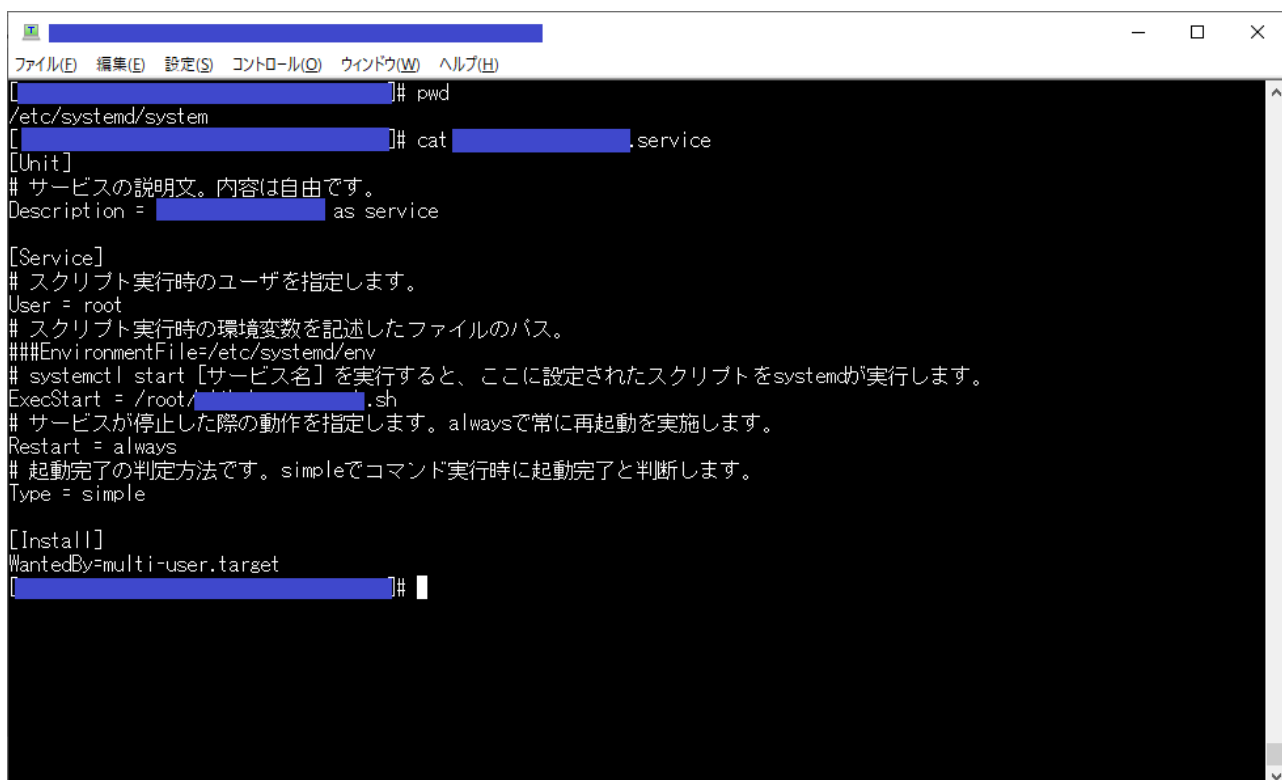 ファイル(F) 編集(E) 設定(S) コントロール(O) ウィンドウ(W) ヘルプ(H)
[ ]# pwd
/etc/systemd/system
[ ]# cat .service
[Unit]
# サービスの説明文。内容は自由です。
Description = as service
[Service]
# スクリプト実行時のユーザを指定します。
User = root
# スクリプト実行時の環境変数を記述したファイルのパス。
###EnvironmentFile=/etc/systemd/env
# systemctl start [サービス名] を実行すると、ここに設定されたスクリプトをsystemdが実行します。
ExecStart = /root/ .sh
# サービスが停止した際の動作を指定します。alwaysで常に再起動を実施します。
Restart = always
# 起動完了の判定方法です。simpleでコマンド実行時に起動完了と判断します。
Type = simple
[Install]
WantedBy=multi-user.target
[ ]#